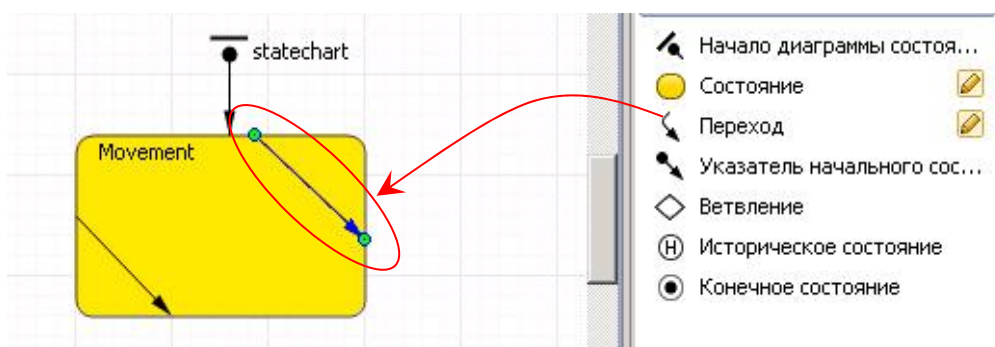 statechart
Movement
Начало диаграммы состоя...
Состояние
Переход
Указатель начального сос...
Ветвление
H Историческое состояние
Конечное состояние